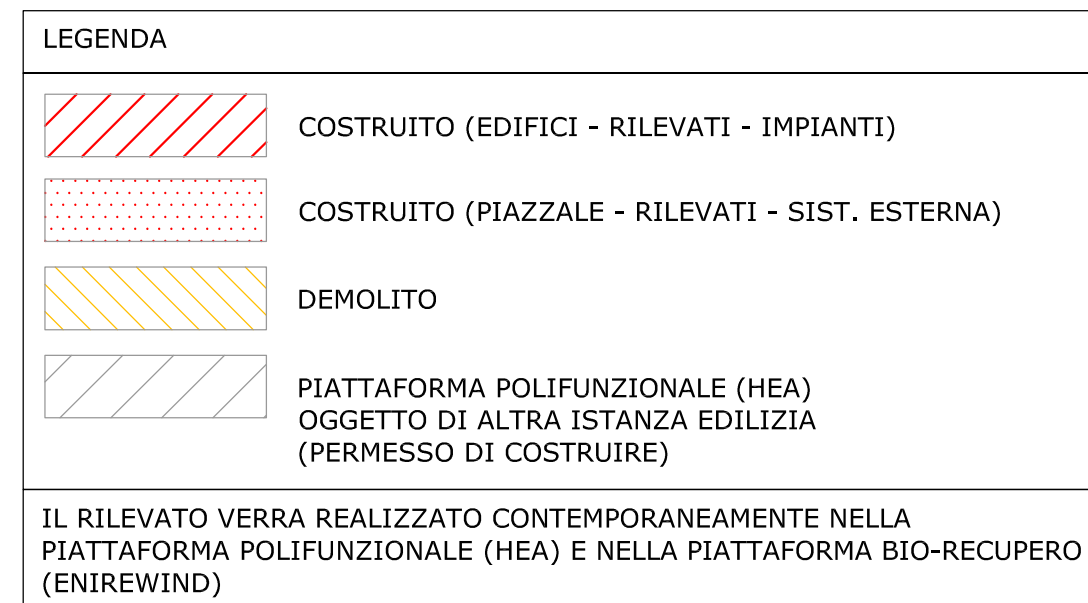 LEGENDA
COSTRUITO (EDIFICI - RILEVATI - IMPIANTI)
COSTRUITO (PIAZZALE - RILEVATI - SIST. ESTERNA)
DEMOLITO
PIATTAFORMA POLIFUNZIONALE (HEA)
OGGETTO DI ALTRA ISTANZA EDILIZIA
(PERMESSO DI COSTRUIRE)
IL RILEVATO VERRA REALIZZATO CONTEMPORANEAMENTE NELLA
PIATTAFORMA POLIFUNZIONALE (HEA) E NELLA PIATTAFORMA BIO-RECUPERO
(ENIREWIND)